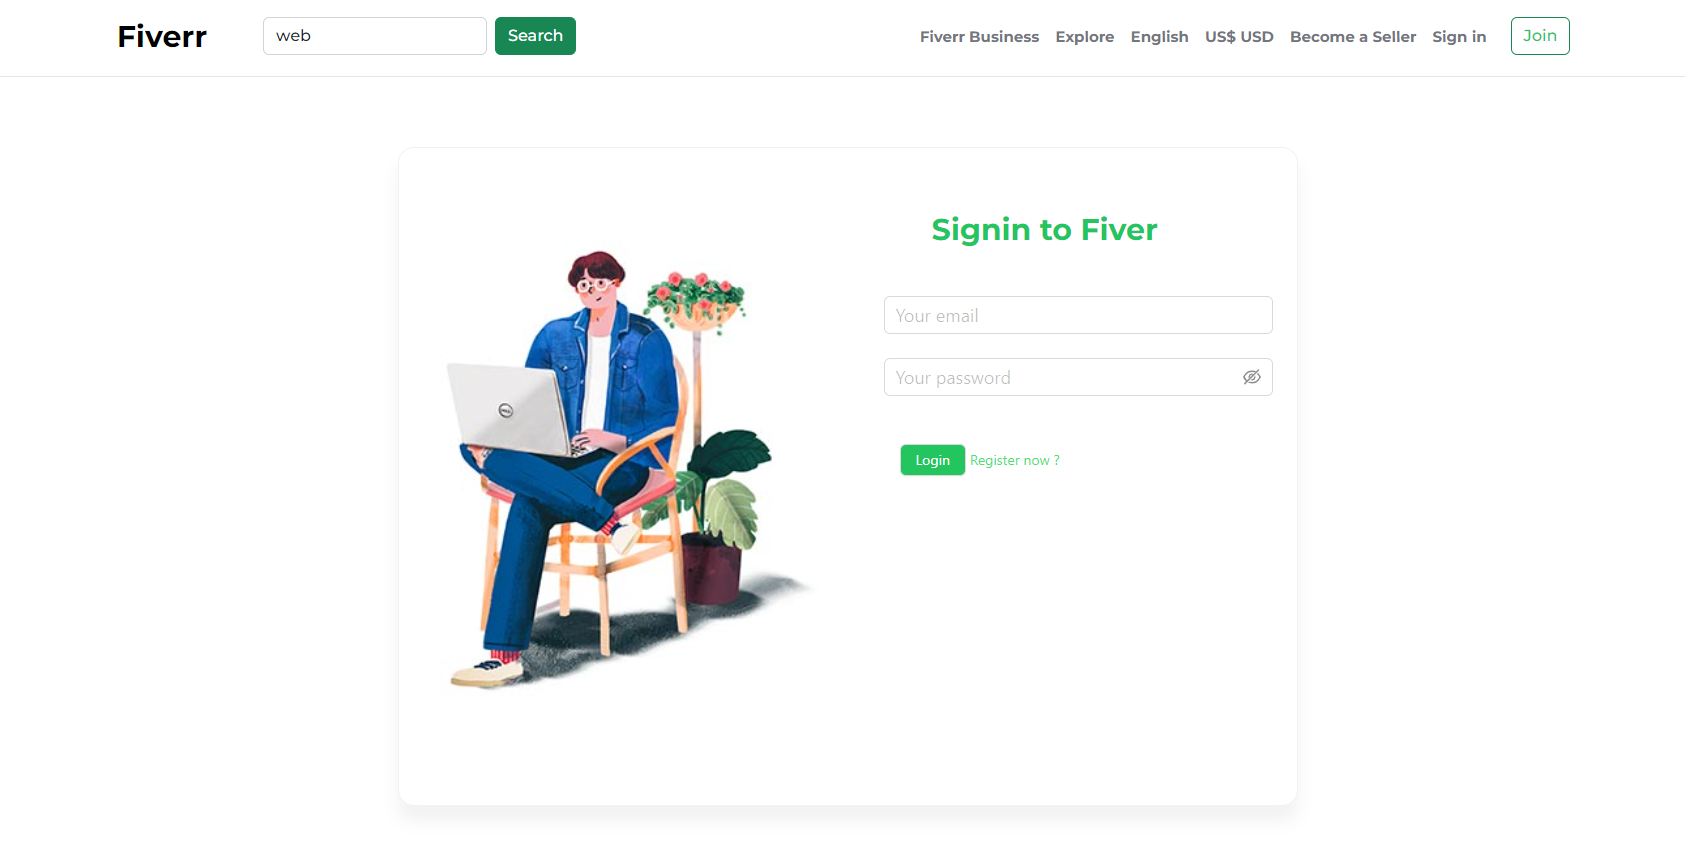 Fiverr web Search Fiverr Business Explore English US$ USD Become a Seller Sign in Join
Signin to Fiver
Your email
Your password
Login Register now ?
DELL